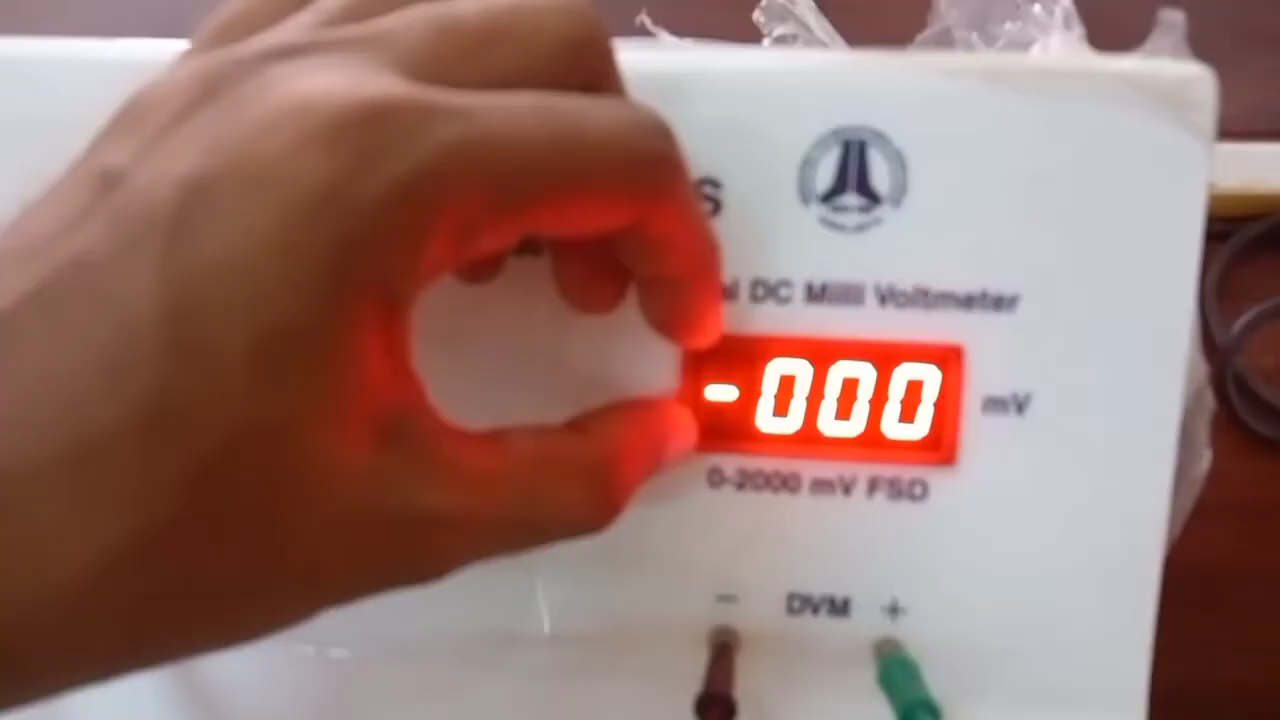 DC Milli Voltmeter
-000 mV
0-2000 mV FSD
− DVM +